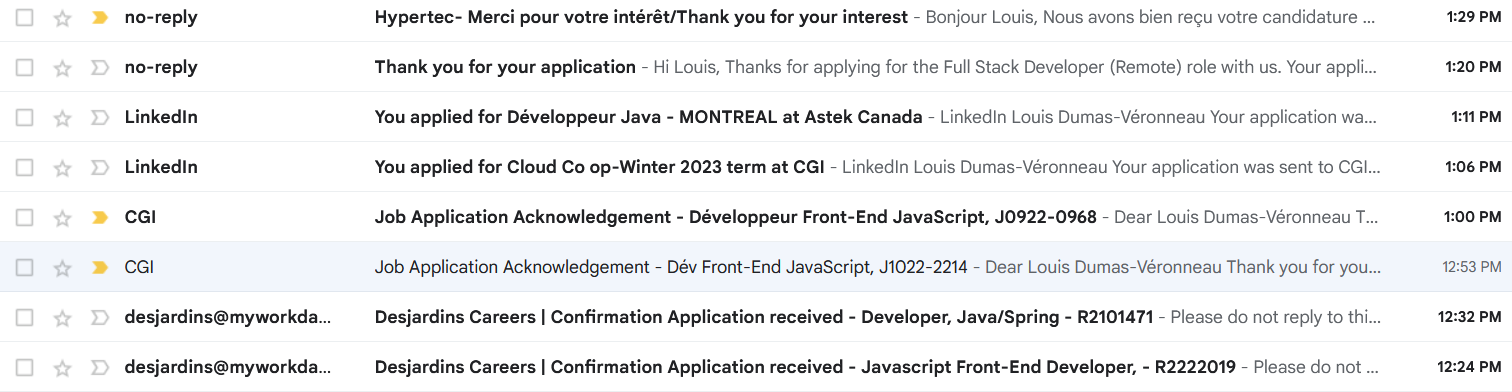 no-reply Hypertec- Merci pour votre intérêt/Thank you for your interest - Bonjour Louis, Nous avons bien reçu votre candidature ... 1:29 PM
no-reply Thank you for your application - Hi Louis, Thanks for applying for the Full Stack Developer (Remote) role with us. Your appli... 1:20 PM
LinkedIn You applied for Développeur Java - MONTREAL at Astek Canada - LinkedIn Louis Dumas-Véronneau Your application wa... 1:11 PM
LinkedIn You applied for Cloud Co op-Winter 2023 term at CGI - LinkedIn Louis Dumas-Véronneau Your application was sent to CGI... 1:06 PM
CGI Job Application Acknowledgement - Développeur Front-End JavaScript, J0922-0968 - Dear Louis Dumas-Véronneau T... 1:00 PM
CGI Job Application Acknowledgement - Dév Front-End JavaScript, J1022-2214 - Dear Louis Dumas-Véronneau Thank you for you... 12:53 PM
desjardins@myworkda... Desjardins Careers | Confirmation Application received - Developer, Java/Spring - R2101471 - Please do not reply to thi... 12:32 PM
desjardins@myworkda... Desjardins Careers | Confirmation Application received - Javascript Front-End Developer, - R2222019 - Please do not ... 12:24 PM